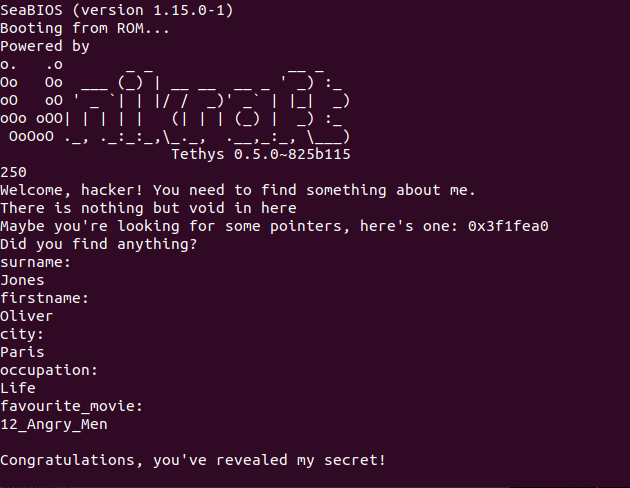 SeaBIOS (version 1.15.0-1)
Booting from ROM...
Powered by
o.   .o       _ _               __ _
Oo   Oo  ___ (_) | __ __  __ _ ' _) :_
oO   oO ' _ `| | |/ /  _)' _` | |_|  _)
oOo oOO| | | | |   (| | | (_) |  _) :_
 OoOoO ._, ._:_:_,\_._,  .__,_:_, \___)
                   Tethys 0.5.0~825b115
250
Welcome, hacker! You need to find something about me.
There is nothing but void in here
Maybe you're looking for some pointers, here's one: 0x3f1fea0
Did you find anything?
surname:
Jones
firstname:
Oliver
city:
Paris
occupation:
Life
favourite_movie:
12_Angry_Men
Congratulations, you've revealed my secret!